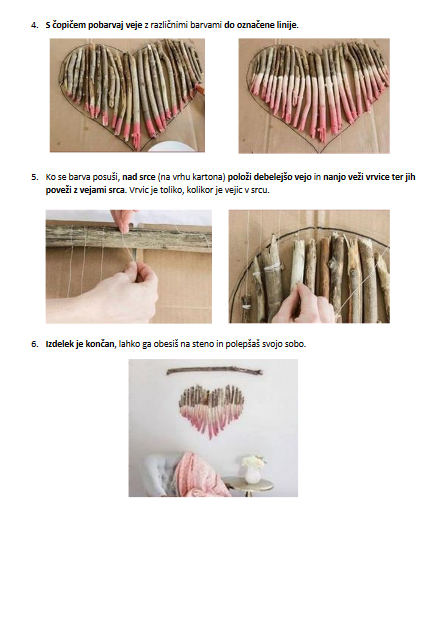 4. S čopičem pobarvaj veje z različnimi barvami do označene linije.
5. Ko se barva posuši, nad srce (na vrhu kartona) položi debelejšo vejo in nanjo veži vrvice ter jih
poveži z vejami srca. Vrvic je toliko, kolikor je vejic v srcu.
6. Izdelek je končan, lahko ga obesiš na steno in polepšaš svojo sobo.